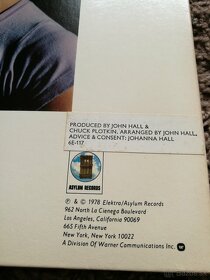 PRODUCED BY JOHN HALL &
CHUCK PLOTKIN, ARRANGED BY JOHN HALL,
ADVICE & CONSENT: JOHANNA HALL
6E-117
ASYLUM RECORDS
℗ & © 1978 Elektra/Asylum Records
962 North La Cienega Boulevard
Los Angeles, California 90069
665 Fifth Avenue
New York, New York 10022
A Division Of Warner Communications Inc.